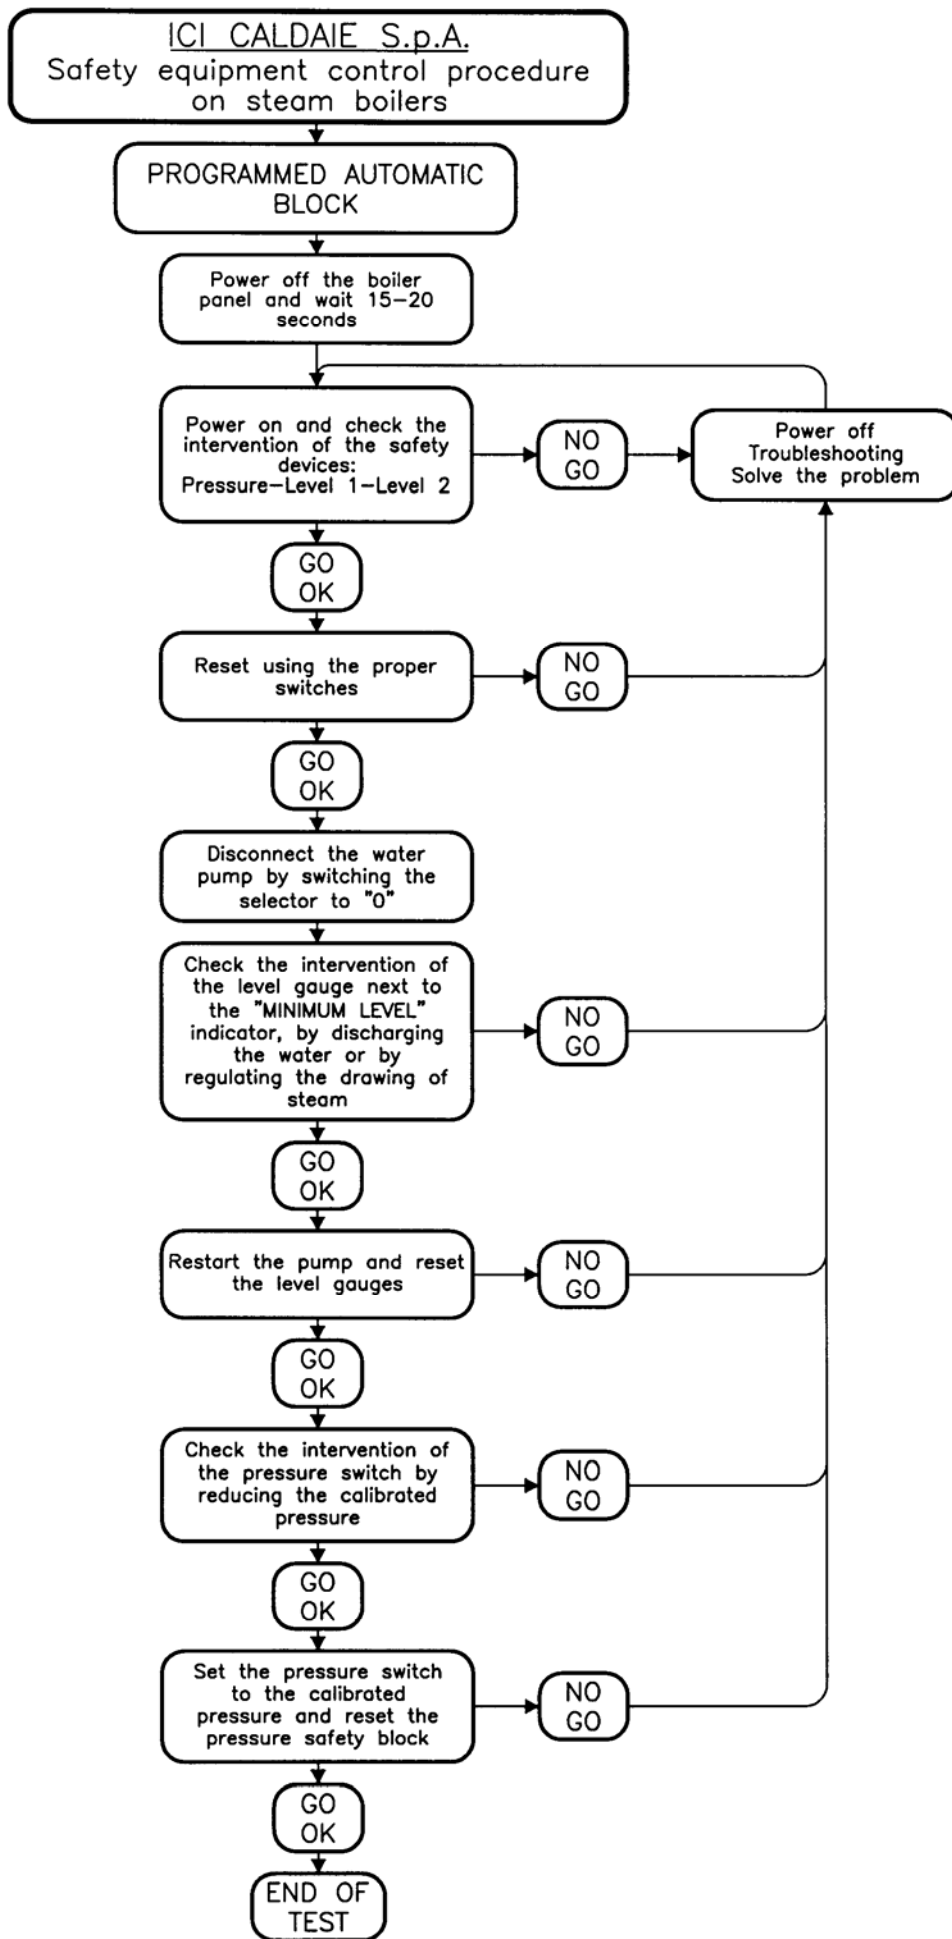 ICI CALDAIE S.p.A.
Safety equipment control procedure
on steam boilers
PROGRAMMED AUTOMATIC
BLOCK
Power off the boiler
panel and wait 15-20
seconds
Power on and check the
intervention of the safety
devices:
Pressure-Level 1-Level 2
NO
GO
Power off
Troubleshooting
Solve the problem
GO
OK
Reset using the proper
switches
NO
GO
GO
OK
Disconnect the water
pump by switching the
selector to "0"
Check the intervention of
the level gauge next to
the "MINIMUM LEVEL"
indicator, by discharging
the water or by
regulating the drawing of
steam
NO
GO
GO
OK
Restart the pump and reset
the level gauges
NO
GO
GO
OK
Check the intervention of
the pressure switch by
reducing the calibrated
pressure
NO
GO
GO
OK
Set the pressure switch
to the calibrated
pressure and reset the
pressure safety block
NO
GO
GO
OK
END OF
TEST